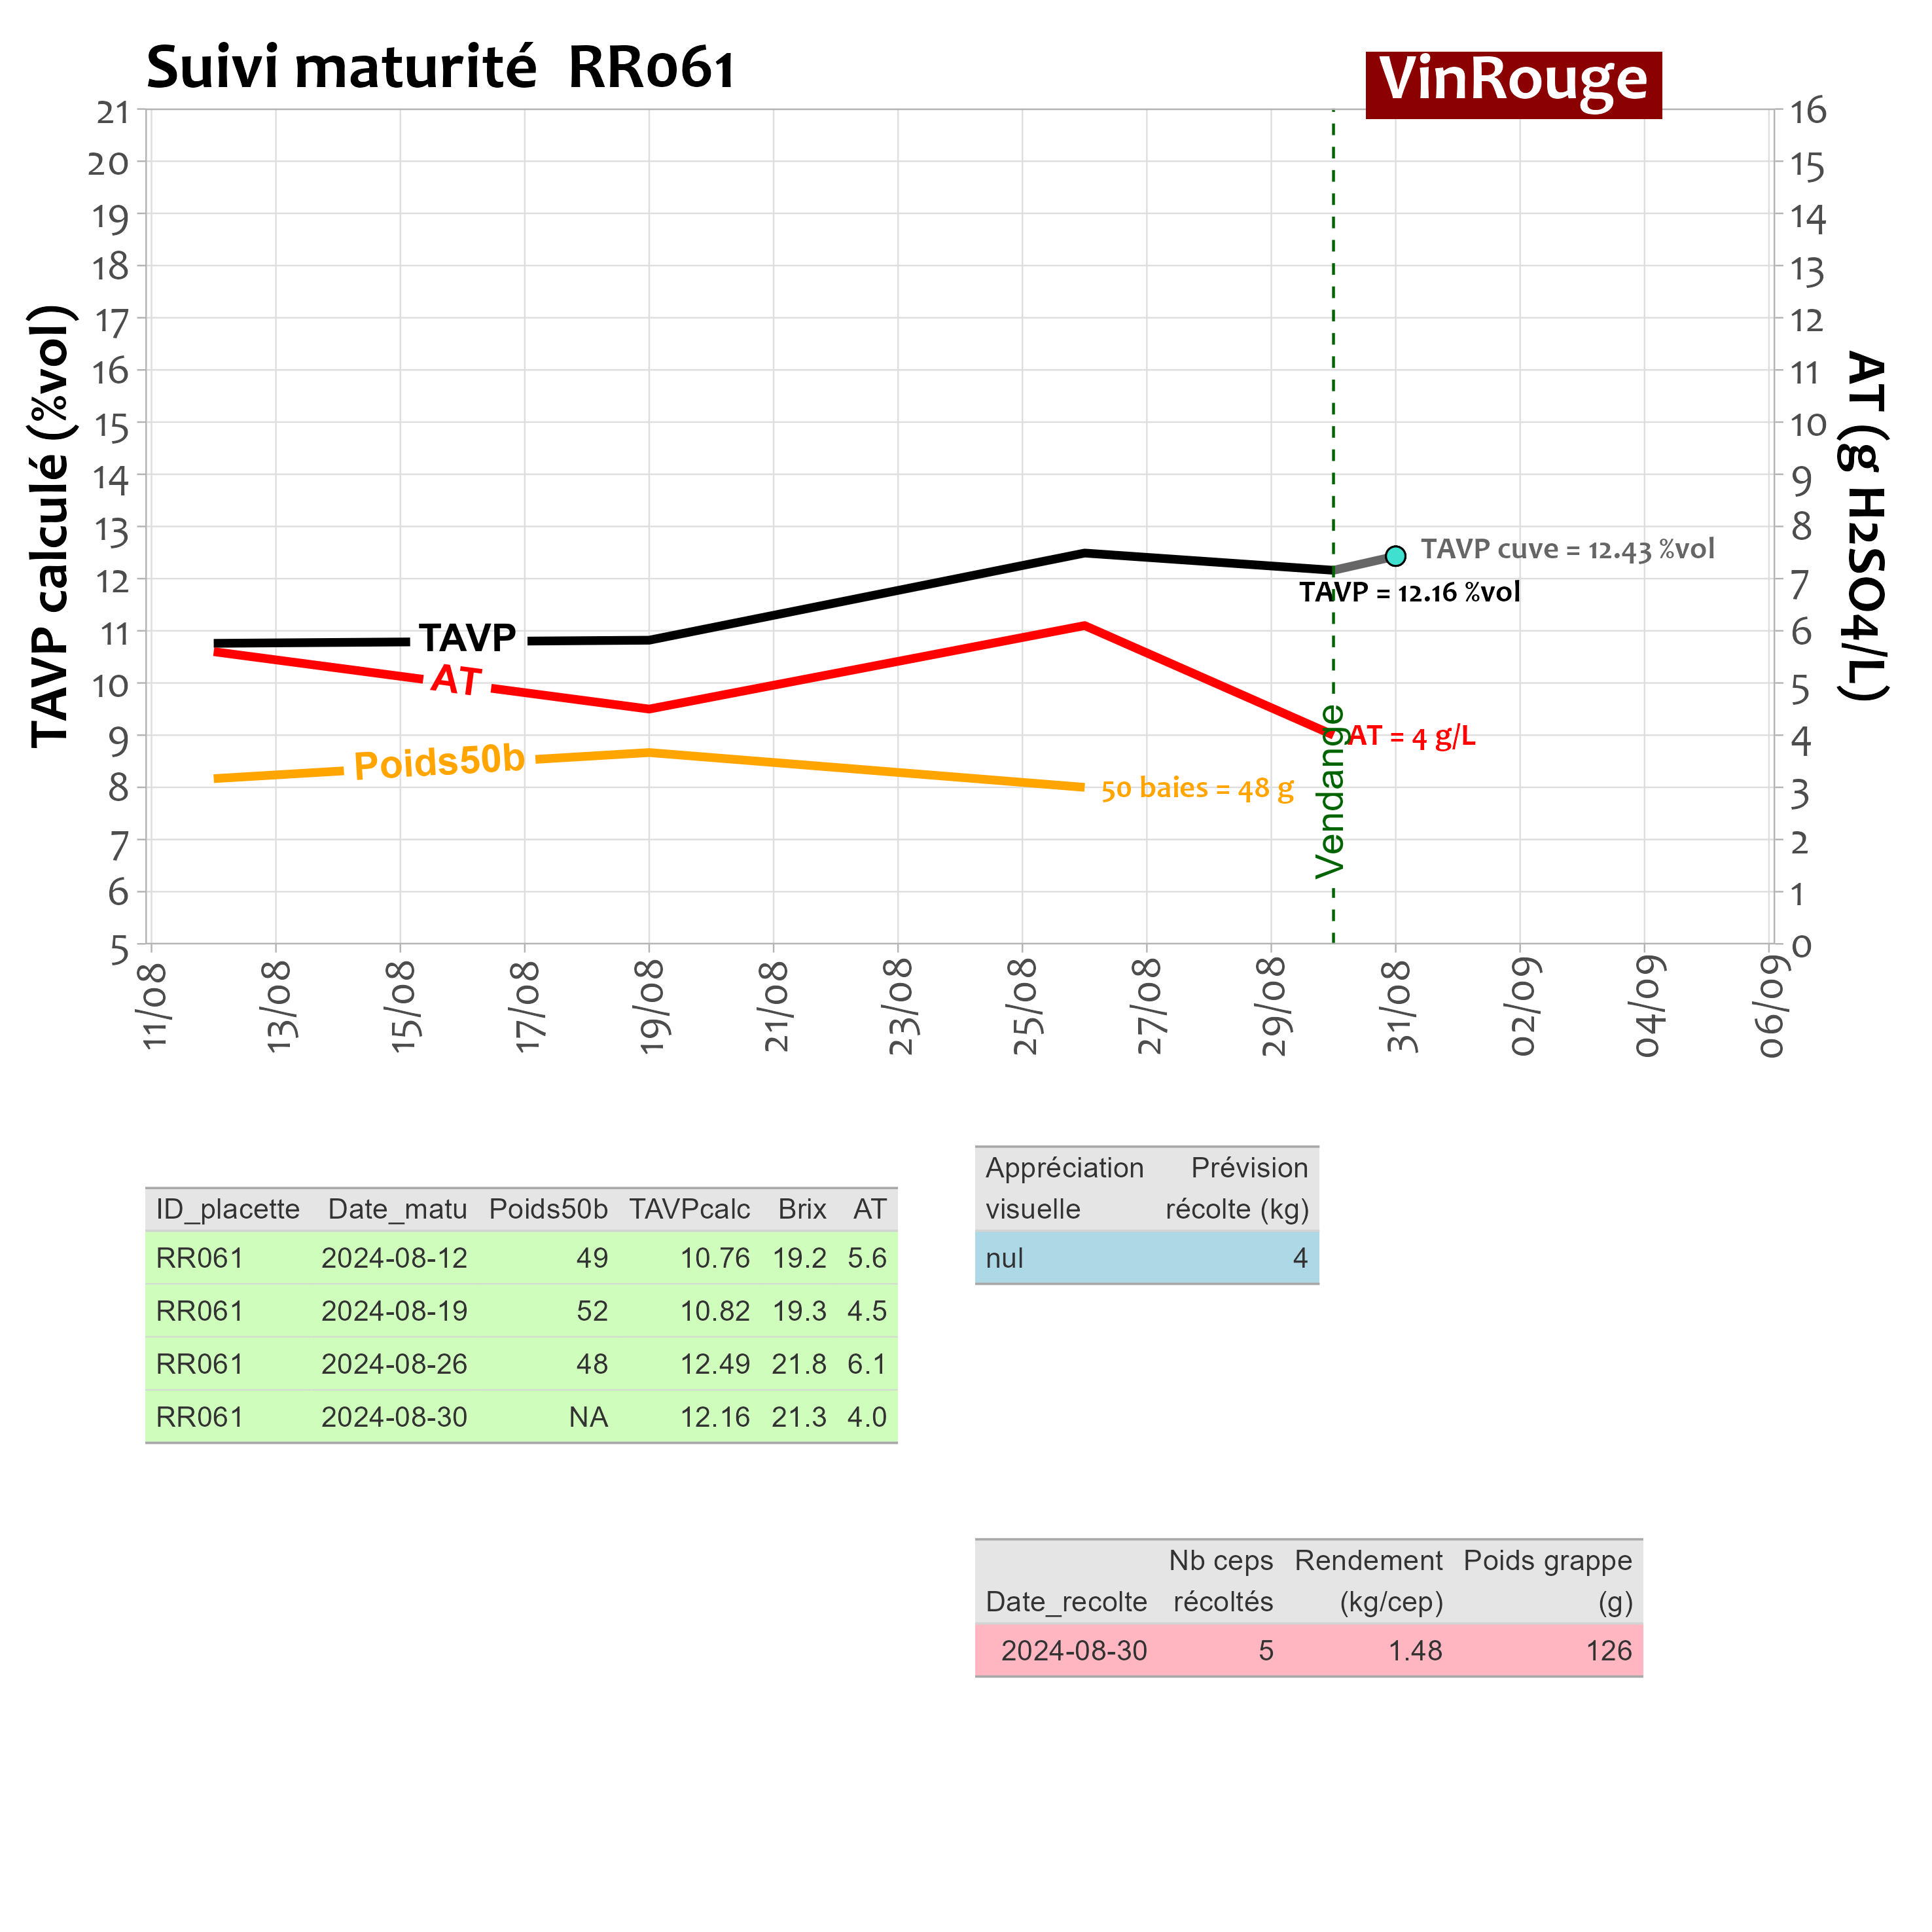 Suivi maturité RR061
VinRouge
TAVP calculé (%vol)
21
20
19
18
17
16
15
14
13
12
11
10
9
8
7
6
5
16
15
14
13
12
11
10
9
8
7
6
5
4
3
2
1
0
AT (g H2SO4/L)
TAVP cuve = 12.43 %vol
TAVP = 12.16 %vol
TAVP
AT
AT = 4 g/L
Poids50b
50 baies = 48 g
Vendange
11/08
13/08
15/08
17/08
19/08
21/08
23/08
25/08
27/08
29/08
31/08
02/09
04/09
06/09
ID_placette Date_matu Poids50b TAVPcalc Brix AT
RR061 2024-08-12 49 10.76 19.2 5.6
RR061 2024-08-19 52 10.82 19.3 4.5
RR061 2024-08-26 48 12.49 21.8 6.1
RR061 2024-08-30 NA 12.16 21.3 4.0
Appréciation Prévision
visuelle récolte (kg)
nul 4
Nb ceps Rendement Poids grappe
Date_recolte récoltés (kg/cep) (g)
2024-08-30 5 1.48 126